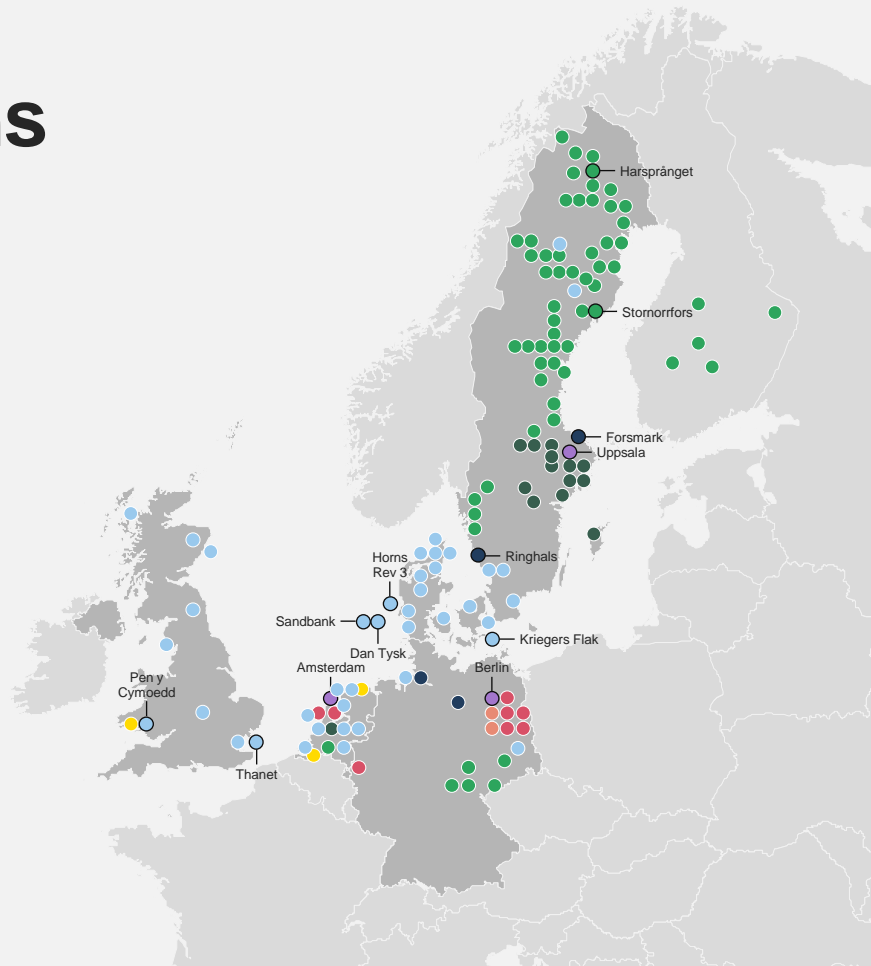 s
Harsprånget
Stornorrfors
Forsmark
Uppsala
Ringhals
Horns
Rev 3
Sandbank
Dan Tysk
Kriegers Flak
Amsterdam
Berlin
Pen y
Cymoedd
Thanet